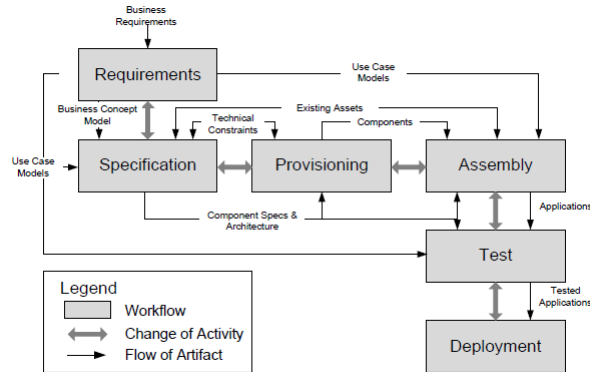 Business
Requirements
Requirements
Use Case
Models
Business Concept
Model
Existing Assets
Technical
Constraints
Components
Use Case
Models
Specification
Provisioning
Assembly
Component Specs &
Architecture
Applications
Test
Tested
Applications
Deployment
Legend
Workflow
Change of Activity
Flow of Artifact